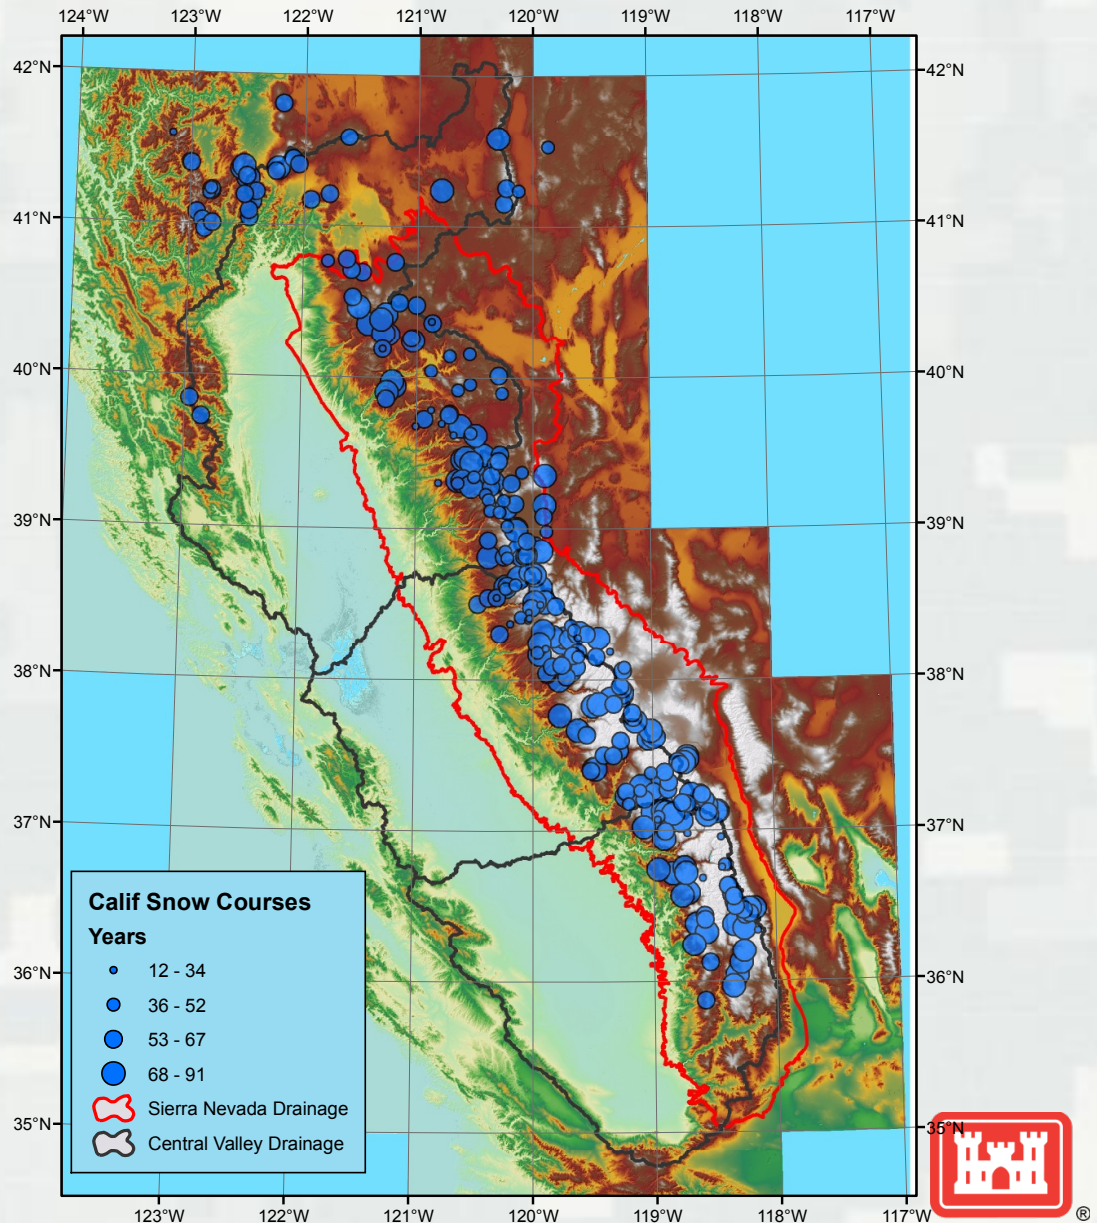 124°W 123°W 122°W 121°W 120°W 119°W 118°W 117°W
42°N 42°N
41°N 41°N
40°N 40°N
39°N 39°N
38°N 38°N
37°N 37°N
Calif Snow Courses
Years
12 - 34
36 - 52
53 - 67
68 - 91
Sierra Nevada Drainage
Central Valley Drainage
36°N 36°N
35°N 35°N
123°W 122°W 121°W 120°W 119°W 118°W 117°W
®